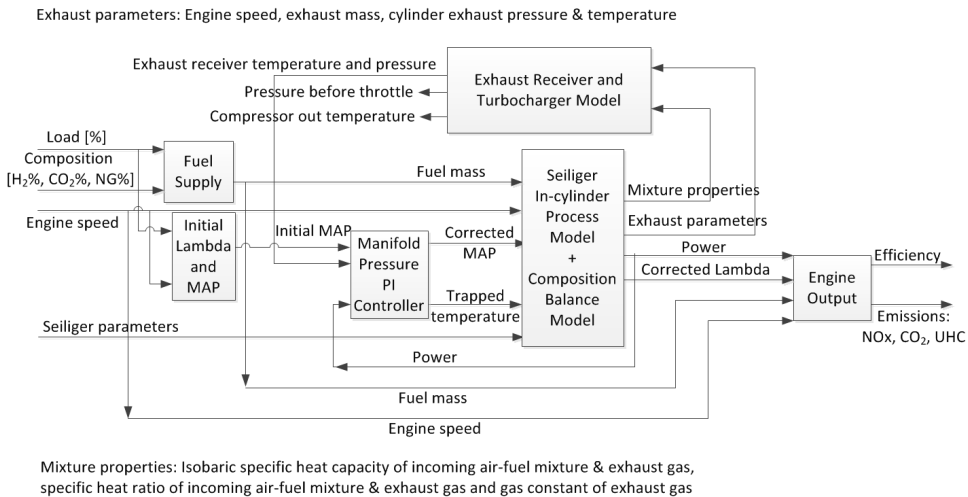 Exhaust parameters: Engine speed, exhaust mass, cylinder exhaust pressure & temperature
Exhaust receiver temperature and pressure
Pressure before throttle
Compressor out temperature
Exhaust Receiver and
Turbocharger Model
Load [%]
Composition
[H₂%, CO₂%, NG%]
Engine speed
Fuel
Supply
Fuel mass
Initial
Lambda
and
MAP
Initial MAP
Manifold
Pressure
PI
Controller
Corrected
MAP
Trapped
temperature
Seiliger parameters
Seiliger
In-cylinder
Process
Model
+
Composition
Balance
Model
Mixture properties
Exhaust parameters
Power
Corrected Lambda
Engine
Output
Efficiency
Emissions:
NOx, CO₂, UHC
Power
Fuel mass
Engine speed
Mixture properties: Isobaric specific heat capacity of incoming air-fuel mixture & exhaust gas,
specific heat ratio of incoming air-fuel mixture & exhaust gas and gas constant of exhaust gas